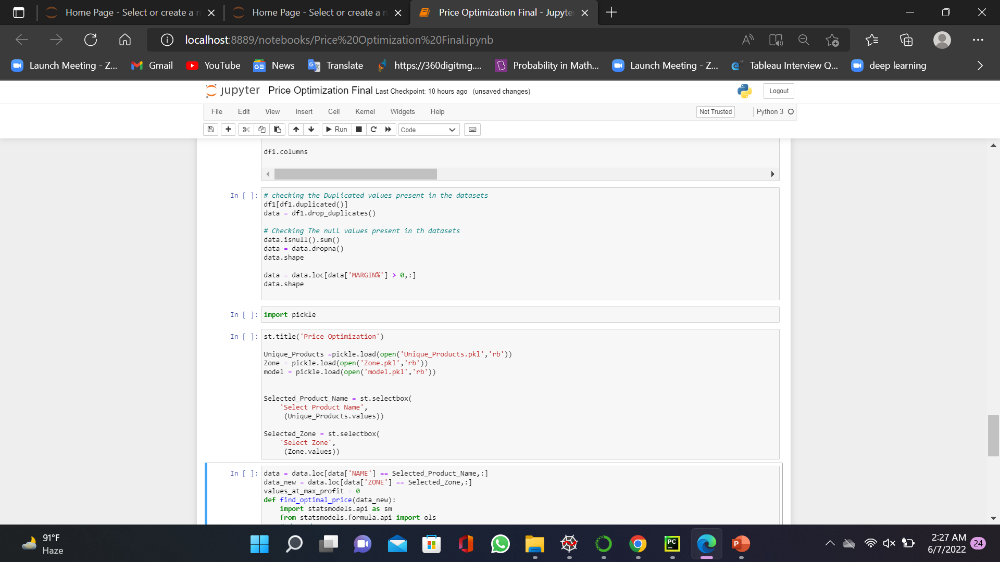 Home Page - Select or create a n
Home Page - Select or create a n
Price Optimization Final - Jupyte
localhost:8889/notebooks/Price%20Optimization%20Final.ipynb
Launch Meeting - Z...
Gmail
YouTube
News
Translate
https://360digitmg....
Probability in Math...
Launch Meeting - Z...
Tableau Interview Q...
deep learning
jupyter Price Optimization Final Last Checkpoint: 10 hours ago (unsaved changes)
Logout
File Edit View Insert Cell Kernel Widgets Help
Not Trusted
Python 3
Run
Code
df1.columns
In [ ]: # checking the Duplicated values present in the datasets
df1[df1.duplicated()]
data = df1.drop_duplicates()
# Checking The null values present in th datasets
data.isnull().sum()
data = data.dropna()
data.shape
data = data.loc[data['MARGIN%'] > 0,:]
data.shape
In [ ]: import pickle
In [ ]: st.title('Price Optimization')
Unique_Products =pickle.load(open('Unique_Products.pkl','rb'))
Zone = pickle.load(open('Zone.pkl','rb'))
model = pickle.load(open('model.pkl','rb'))
Selected_Product_Name = st.selectbox(
'Select Product Name',
(Unique_Products.values))
Selected_Zone = st.selectbox(
'Select Zone',
(Zone.values))
In [ ]: data = data.loc[data['NAME'] == Selected_Product_Name,:]
data_new = data.loc[data['ZONE'] == Selected_Zone,:]
values_at_max_profit = 0
def find_optimal_price(data_new):
import statsmodels.api as sm
from statsmodels.formula.api import ols
91°F
Haze
PC
P
2:27 AM
6/7/2022
24